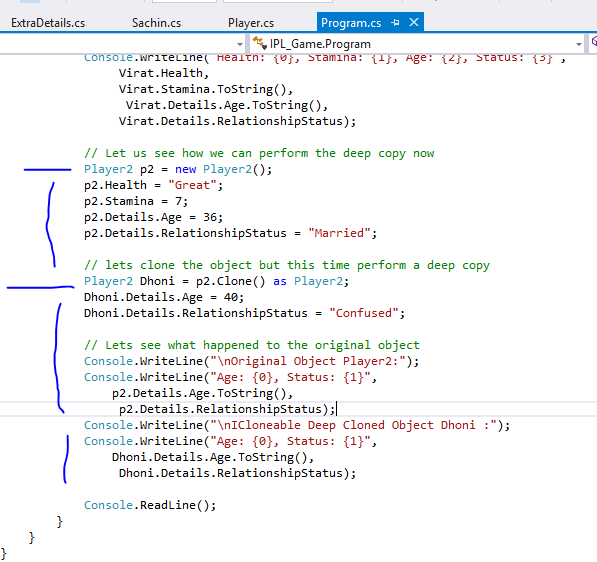 ExtraDetails.cs Sachin.cs Player.cs Program.cs
IPL_Game.Program
Console.WriteLine("Health: {0}, Stamina: {1}, Age: {2}, Status: {3}",
Virat.Health,
Virat.Stamina.ToString(),
Virat.Details.Age.ToString(),
Virat.Details.RelationshipStatus);
// Let us see how we can perform the deep copy now
Player2 p2 = new Player2();
p2.Health = "Great";
p2.Stamina = 7;
p2.Details.Age = 36;
p2.Details.RelationshipStatus = "Married";
// lets clone the object but this time perform a deep copy
Player2 Dhoni = p2.Clone() as Player2;
Dhoni.Details.Age = 40;
Dhoni.Details.RelationshipStatus = "Confused";
// Lets see what happened to the original object
Console.WriteLine("\nOriginal Object Player2:");
Console.WriteLine("Age: {0}, Status: {1}",
p2.Details.Age.ToString(),
p2.Details.RelationshipStatus);
Console.WriteLine("\nICloneable Deep Cloned Object Dhoni :");
Console.WriteLine("Age: {0}, Status: {1}",
Dhoni.Details.Age.ToString(),
Dhoni.Details.RelationshipStatus);
Console.ReadLine();
}
}
}